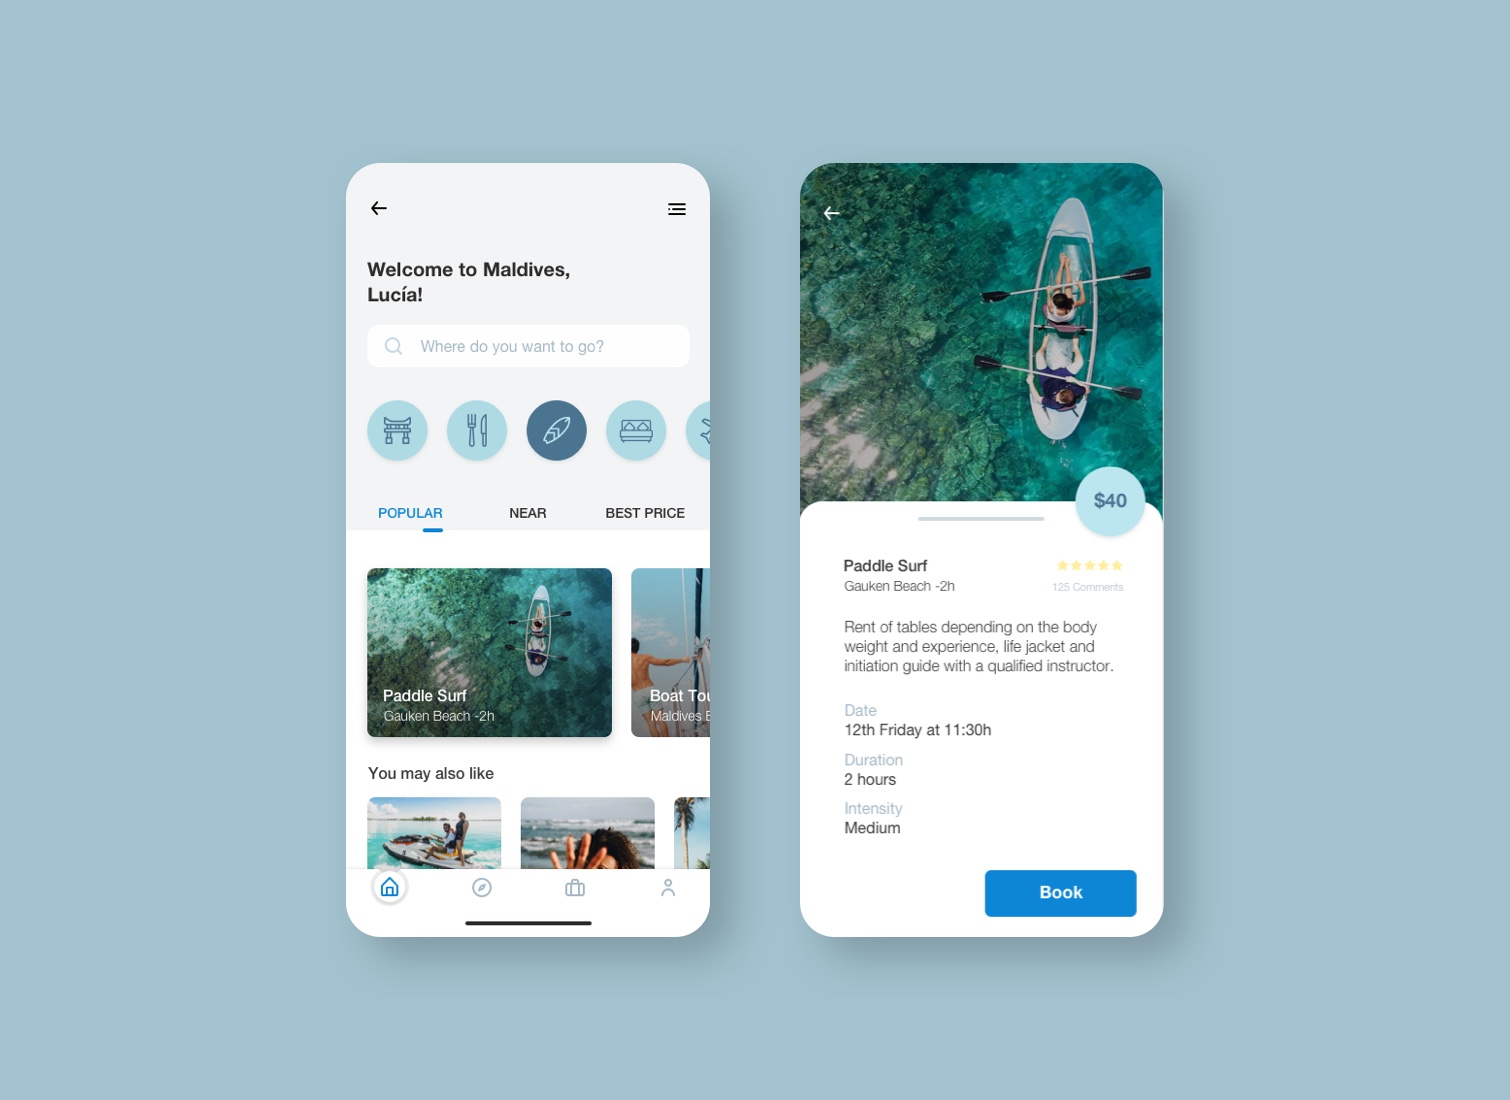 Welcome to Maldives,
Lucía!
Where do you want to go?
POPULAR NEAR BEST PRICE
Paddle Surf
Gauken Beach -2h
Boat
Maldives
You may also like
$40
Paddle Surf
Gauken Beach -2h
125 Comments
Rent of tables depending on the body
weight and experience, life jacket and
initiation guide with a qualified instructor.
Date
12th Friday at 11:30h
Duration
2 hours
Intensity
Medium
Book